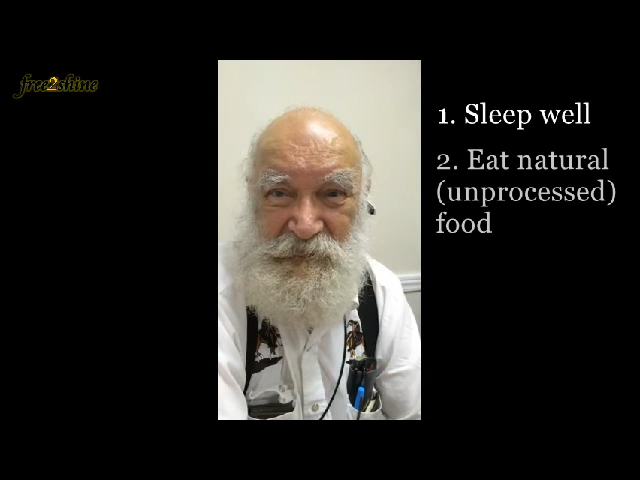 free2shine
1. Sleep well
2. Eat natural
(unprocessed)
food